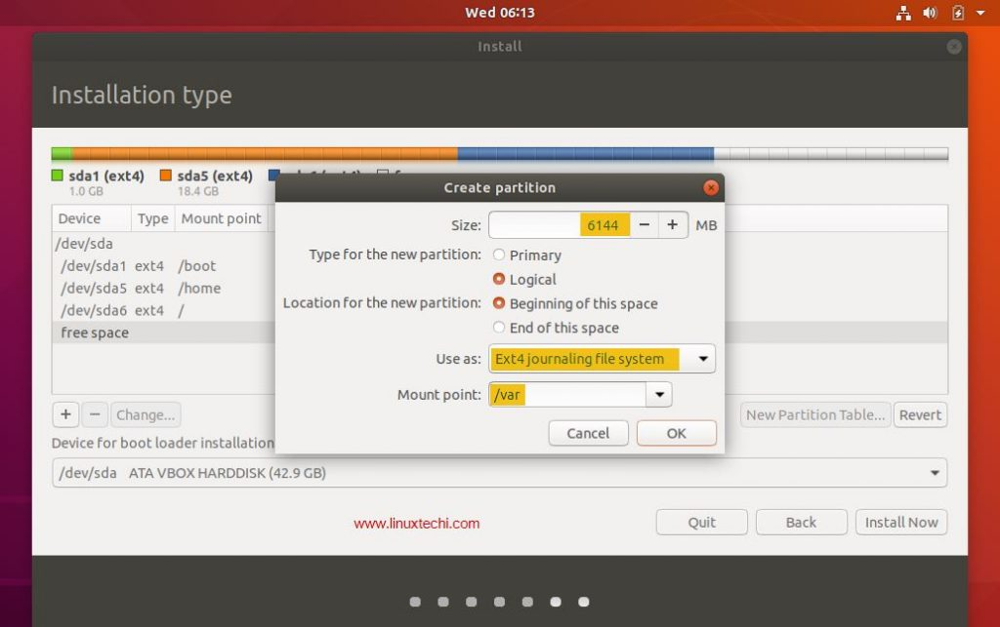 Wed 06:13
Install
Installation type
sda1 (ext4) sda5 (ext4)
1.0 GB 18.4 GB
Create partition
Device Type Mount point
Size: 6144 − + MB
/dev/sda
Type for the new partition: Primary
/dev/sda1 ext4 /boot
Logical
/dev/sda5 ext4 /home
Location for the new partition: Beginning of this space
/dev/sda6 ext4 /
End of this space
free space
Use as: Ext4 journaling file system
Mount point: /var
+ − Change...
New Partition Table... Revert
Cancel OK
Device for boot loader installation
/dev/sda ATA VBOX HARDDISK (42.9 GB)
www.linuxtechi.com
Quit Back Install Now